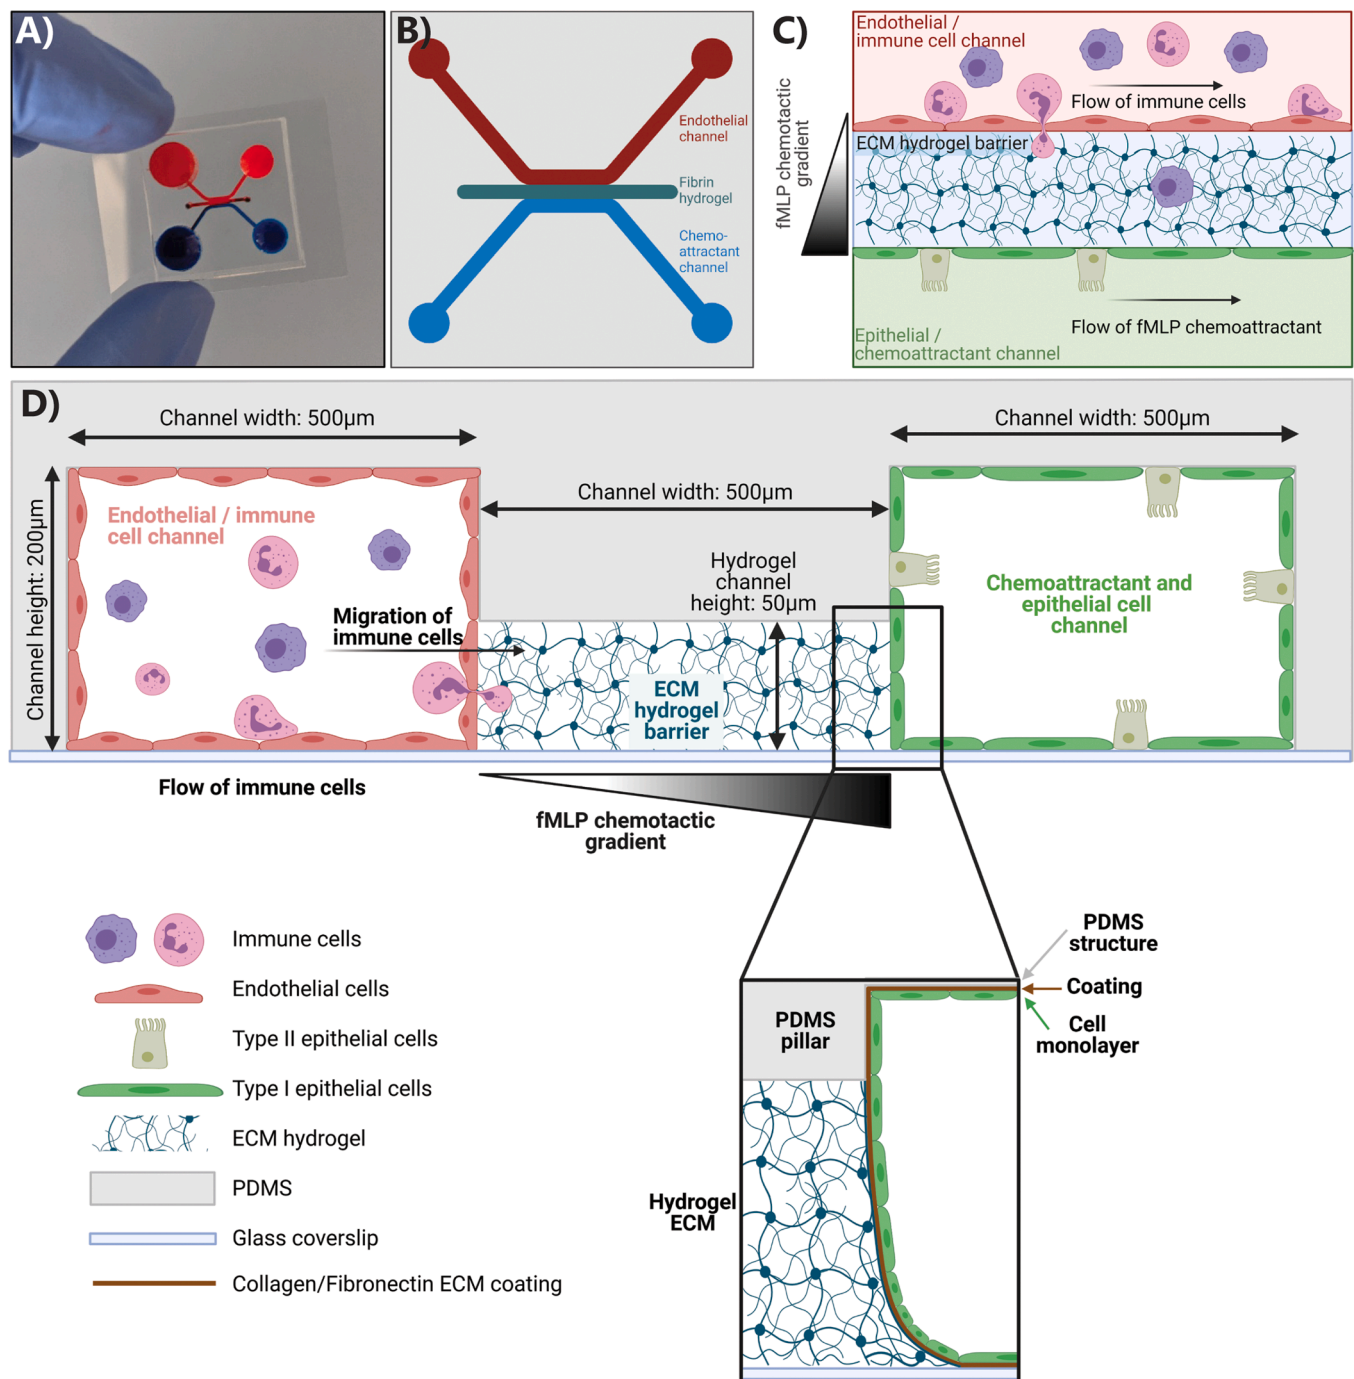 A)
B)
Endothelial
channel
Fibrin
hydrogel
Chemo-
attractant
channel
C)
fMLP chemotactic
gradient
Endothelial /
immune cell channel
Flow of immune cells
ECM hydrogel barrier
Flow of fMLP chemoattractant
Epithelial /
chemoattractant channel
D)
Channel width: 500µm
Channel width: 500µm
Channel height: 200µm
Endothelial / immune
cell channel
Channel width: 500µm
Hydrogel
channel
height: 50µm
Migration of
immune cells
ECM
hydrogel
barrier
Chemoattractant and
epithelial cell
channel
Flow of immune cells
fMLP chemotactic
gradient
Immune cells
Endothelial cells
Type II epithelial cells
Type I epithelial cells
ECM hydrogel
PDMS
Glass coverslip
Collagen/Fibronectin ECM coating
PDMS
structure
Coating
Cell
monolayer
PDMS
pillar
Hydrogel
ECM